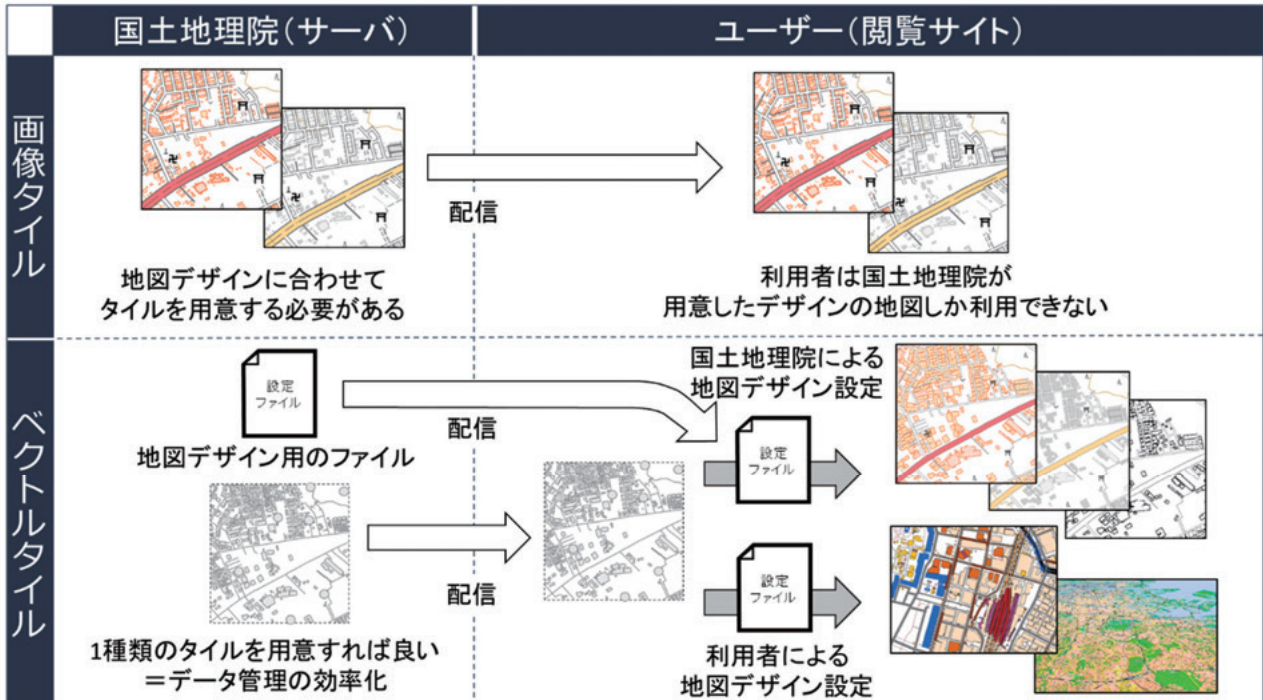 国土地理院（サーバ）
ユーザー（閲覧サイト）
画像タイル
配信
地図デザインに合わせて
タイルを用意する必要がある
利用者は国土地理院が
用意したデザインの地図しか利用できない
ベクトルタイル
設定
ファイル
地図デザイン用のファイル
配信
国土地理院による
地図デザイン設定
設定
ファイル
1種類のタイルを用意すれば良い
＝データ管理の効率化
配信
設定
ファイル
利用者による
地図デザイン設定